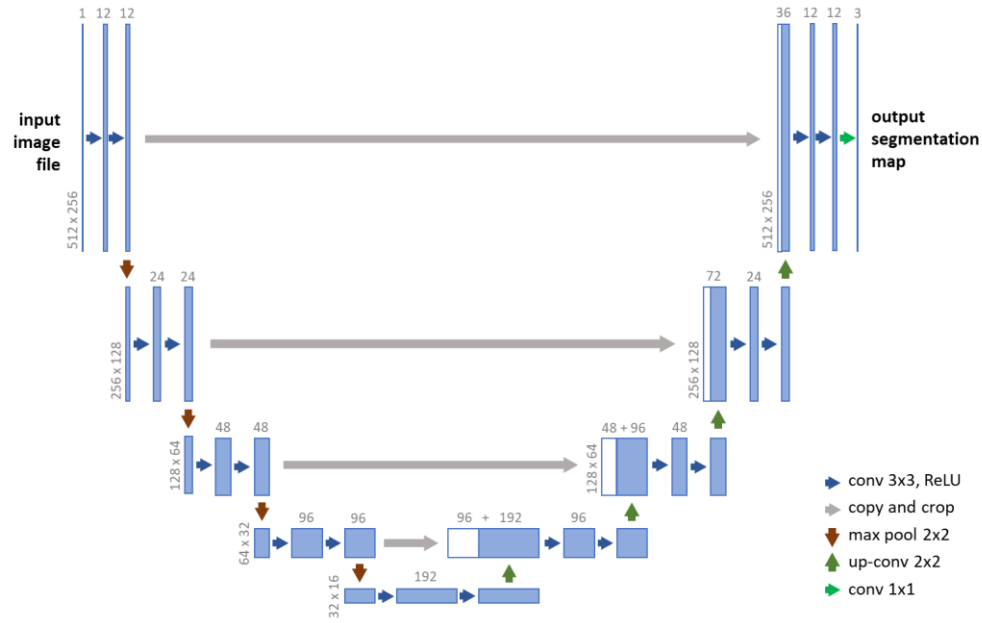 1 12 12
36 12 12 3
input
image
file
output
segmentation
map
512 x 256
512 x 256
24 24
72 24
256 x 128
256 x 128
48 48
48 + 96 48
128 x 64
128 x 64
96 96
96 + 192 96
64 x 32
192
32 x 16
conv 3x3, ReLU
copy and crop
max pool 2x2
up-conv 2x2
conv 1x1